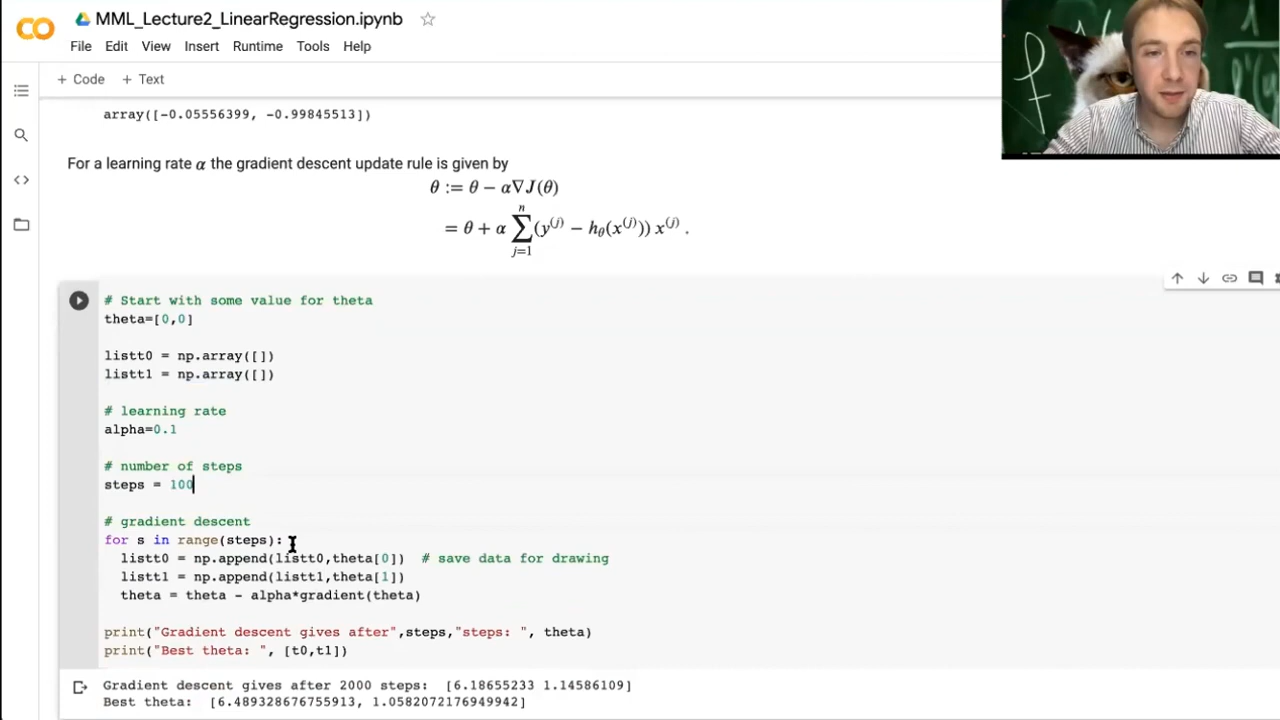 MML_Lecture2_LinearRegression.ipynb
File Edit View Insert Runtime Tools Help
+ Code + Text
array([-0.05556399, -0.99845513])
For a learning rate α the gradient descent update rule is given by
θ := θ − α∇J(θ)
= θ + α ∑_{j=1}^{n} (y^{(j)} − h_θ(x^{(j)})) x^{(j)} .
# Start with some value for theta
theta=[0,0]
listt0 = np.array([])
listt1 = np.array([])
# learning rate
alpha=0.1
# number of steps
steps = 100
# gradient descent
for s in range(steps):
listt0 = np.append(listt0,theta[0]) # save data for drawing
listt1 = np.append(listt1,theta[1])
theta = theta - alpha*gradient(theta)
print("Gradient descent gives after",steps,"steps: ", theta)
print("Best theta: ", [t0,t1])
Gradient descent gives after 2000 steps: [6.18655233 1.14586109]
Best theta: [6.489328676755913, 1.0582072176949942]